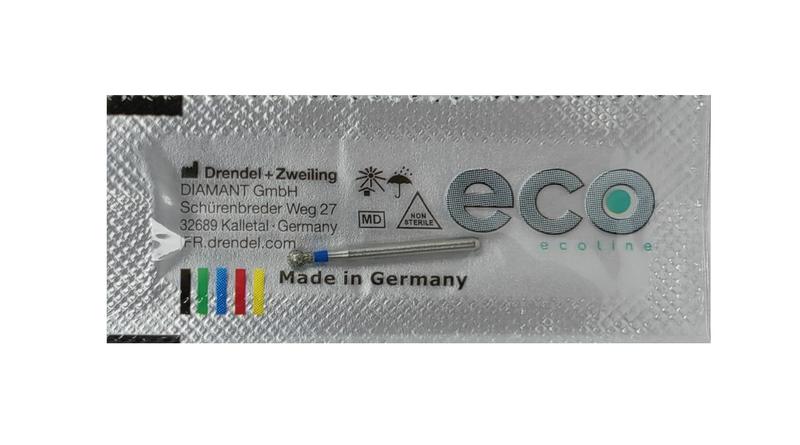 Drendel + Zweiling
DIAMANT GmbH
Schürenbreder Weg 27
32689 Kalletal · Germany
FR.drendel.com
MD
NON
STERILE
eco
ecoline
Made in Germany